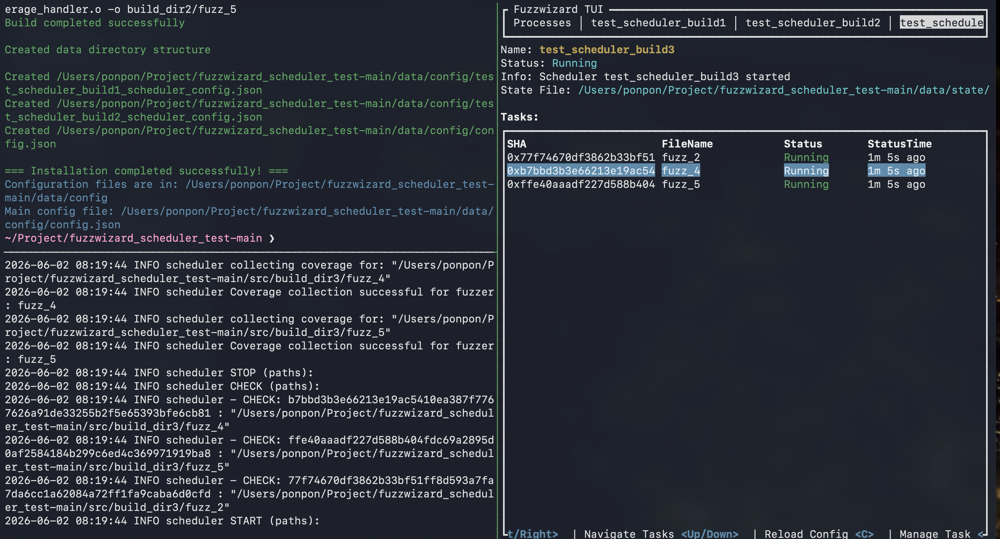 erage_handler.o -o build_dir2/fuzz_5
Build completed successfully
Created data directory structure
Created /Users/ponpon/Project/fuzzwizard_scheduler_test-main/data/config/tes
t_scheduler_build1_scheduler_config.json
Created /Users/ponpon/Project/fuzzwizard_scheduler_test-main/data/config/tes
t_scheduler_build2_scheduler_config.json
Created /Users/ponpon/Project/fuzzwizard_scheduler_test-main/data/config/con
fig.json
=== Installation completed successfully! ===
Configuration files are in: /Users/ponpon/Project/fuzzwizard_scheduler_test-
main/data/config
Main config file: /Users/ponpon/Project/fuzzwizard_scheduler_test-main/data/
config/config.json
~/Project/fuzzwizard_scheduler_test-main ❯
2026-06-02 08:19:44 INFO scheduler collecting coverage for: "/Users/ponpon/P
roject/fuzzwizard_scheduler_test-main/src/build_dir3/fuzz_4"
2026-06-02 08:19:44 INFO scheduler Coverage collection successful for fuzzer
: fuzz_4
2026-06-02 08:19:44 INFO scheduler collecting coverage for: "/Users/ponpon/P
roject/fuzzwizard_scheduler_test-main/src/build_dir3/fuzz_5"
2026-06-02 08:19:44 INFO scheduler Coverage collection successful for fuzzer
: fuzz_5
2026-06-02 08:19:44 INFO scheduler STOP (paths):
2026-06-02 08:19:44 INFO scheduler CHECK (paths):
2026-06-02 08:19:44 INFO scheduler - CHECK: b7bbd3b3e66213e19ac5410ea387f776
7626a91de33255b2f5e65393bfe6cb81 : "/Users/ponpon/Project/fuzzwizard_schedul
er_test-main/src/build_dir3/fuzz_4"
2026-06-02 08:19:44 INFO scheduler - CHECK: ffe40aaadf227d588b404fdc69a2895d
0af2584184b299c6ed4c369971919ba8 : "/Users/ponpon/Project/fuzzwizard_schedul
er_test-main/src/build_dir3/fuzz_5"
2026-06-02 08:19:44 INFO scheduler - CHECK: 77f74670df3862b33bf51ff8d593a7fa
7da6cc1a62084a72ff1fa9caba6d0cfd : "/Users/ponpon/Project/fuzzwizard_schedul
er_test-main/src/build_dir3/fuzz_2"
2026-06-02 08:19:44 INFO scheduler START (paths):
Fuzzwizard TUI
Processes | test_scheduler_build1 | test_scheduler_build2 | test_schedule
Name: test_scheduler_build3
Status: Running
Info: Scheduler test_scheduler_build3 started
State File: /Users/ponpon/Project/fuzzwizard_scheduler_test-main/data/state/
Tasks:
SHA FileName Status StatusTime
0x77f74670df3862b33bf51 fuzz_2 Running 1m 5s ago
0xb7bbd3b3e66213e19ac54 fuzz_4 Running 1m 5s ago
0xffe40aaadf227d588b404 fuzz_5 Running 1m 5s ago
t/Right> | Navigate Tasks <Up/Down> | Reload Config <C> | Manage Task <